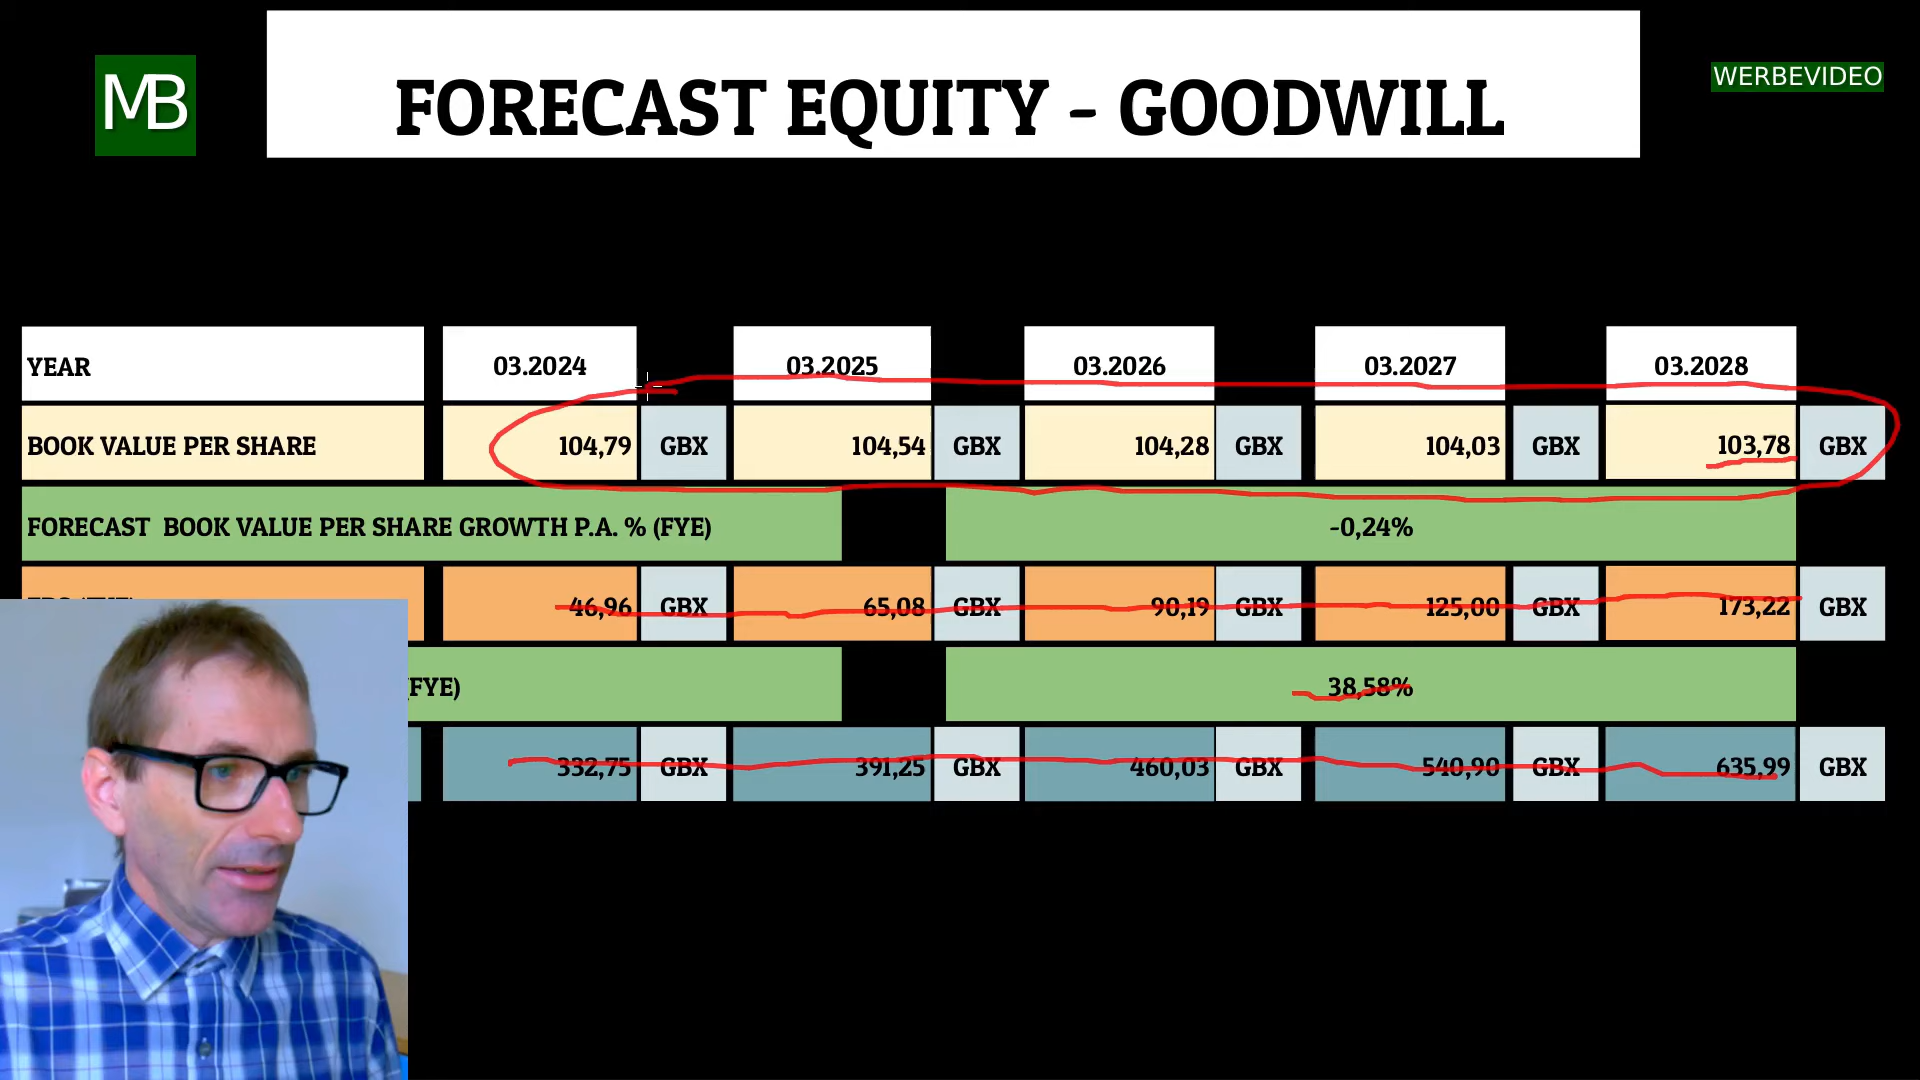 MB
FORECAST EQUITY - GOODWILL
WERBEVIDEO
YEAR 03.2024 03.2025 03.2026 03.2027 03.2028
BOOK VALUE PER SHARE 104,79 GBX 104,54 GBX 104,28 GBX 104,03 GBX 103,78 GBX
FORECAST BOOK VALUE PER SHARE GROWTH P.A. % (FYE) -0,24%
46,96 GBX 65,08 GBX 90,19 GBX 125,00 GBX 173,22 GBX
(FYE) 38,58%
332,75 GBX 391,25 GBX 460,03 GBX 540,90 GBX 635,99 GBX